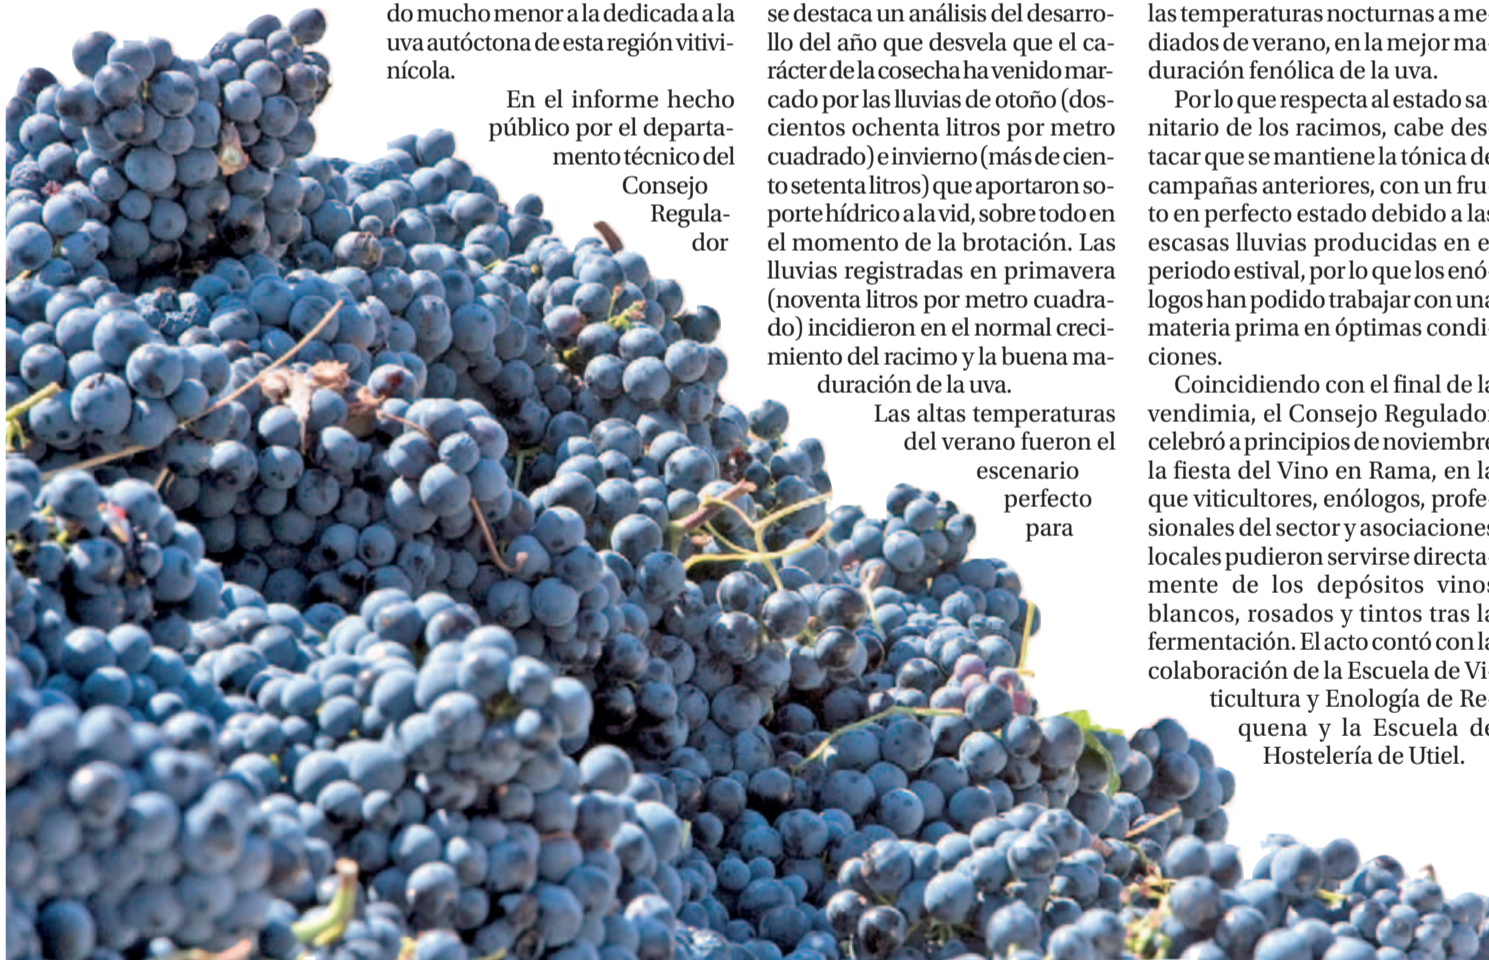 do mucho menor a la dedicada a la
uva autóctona de esta región vitivi-
nícola.
En el informe hecho
público por el departa-
mento técnico del
Consejo
Regula-
dor
se destaca un análisis del desarro-
llo del año que desvela que el ca-
rácter de la cosecha ha venido mar-
cado por las lluvias de otoño (dos-
cientos ochenta litros por metro
cuadrado) e invierno (más de cien-
to setenta litros) que aportaron so-
porte hídrico a la vid, sobre todo en
el momento de la brotación. Las
lluvias registradas en primavera
(noventa litros por metro cuadra-
do) incidieron en el normal creci-
miento del racimo y la buena ma-
duración de la uva.
Las altas temperaturas
del verano fueron el
escenario
perfecto
para
las temperaturas nocturnas a me-
diados de verano, en la mejor ma-
duración fenólica de la uva.
Por lo que respecta al estado sa-
nitario de los racimos, cabe des-
tacar que se mantiene la tónica de
campañas anteriores, con un fru-
to en perfecto estado debido a las
escasas lluvias producidas en e
periodo estival, por lo que los enó-
logos han podido trabajar con una
materia prima en óptimas condi-
ciones.
Coincidiendo con el final de la
vendimia, el Consejo Regulador
celebró a principios de noviembre
la fiesta del Vino en Rama, en la
que viticultores, enólogos, profe-
sionales del sector y asociaciones
locales pudieron servirse directa-
mente de los depósitos vinos
blancos, rosados y tintos tras la
fermentación. El acto contó con la
colaboración de la Escuela de Vi-
ticultura y Enología de Re-
quena y la Escuela de
Hostelería de Utiel.